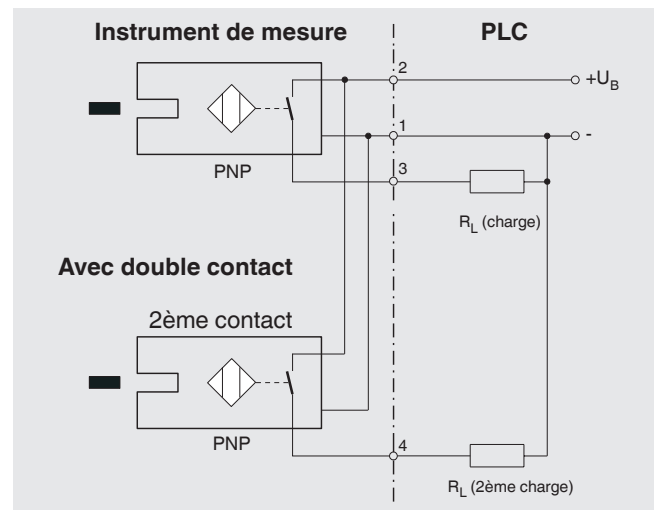 Instrument de mesure
PLC
2
+UB
1
-
PNP
3
RL (charge)
Avec double contact
2ème contact
PNP
4
RL (2ème charge)